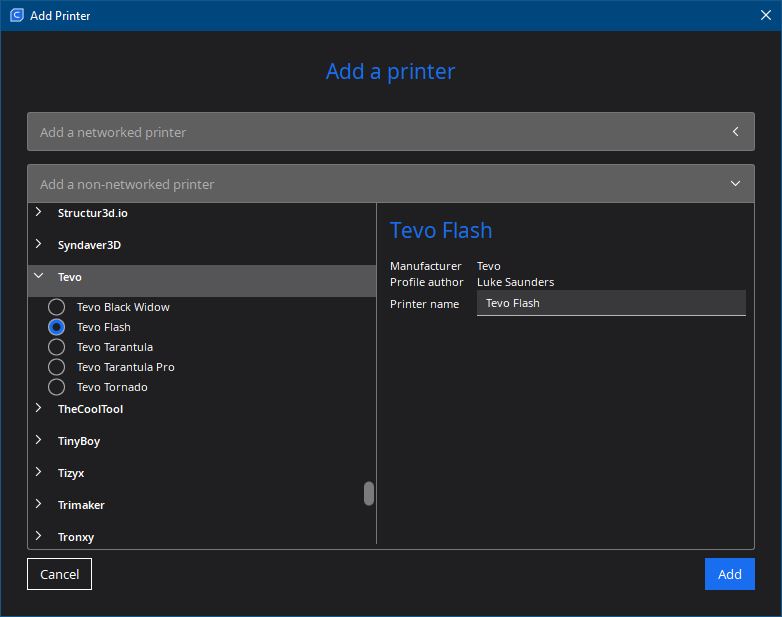 Add Printer
Add a printer
Add a networked printer
Add a non-networked printer
Structur3d.io
Syndaver3D
Tevo
Tevo Black Widow
Tevo Flash
Tevo Tarantula
Tevo Tarantula Pro
Tevo Tornado
TheCoolTool
TinyBoy
Tizyx
Trimaker
Tronxy
Tevo Flash
Manufacturer Tevo
Profile author Luke Saunders
Printer name Tevo Flash
Cancel
Add